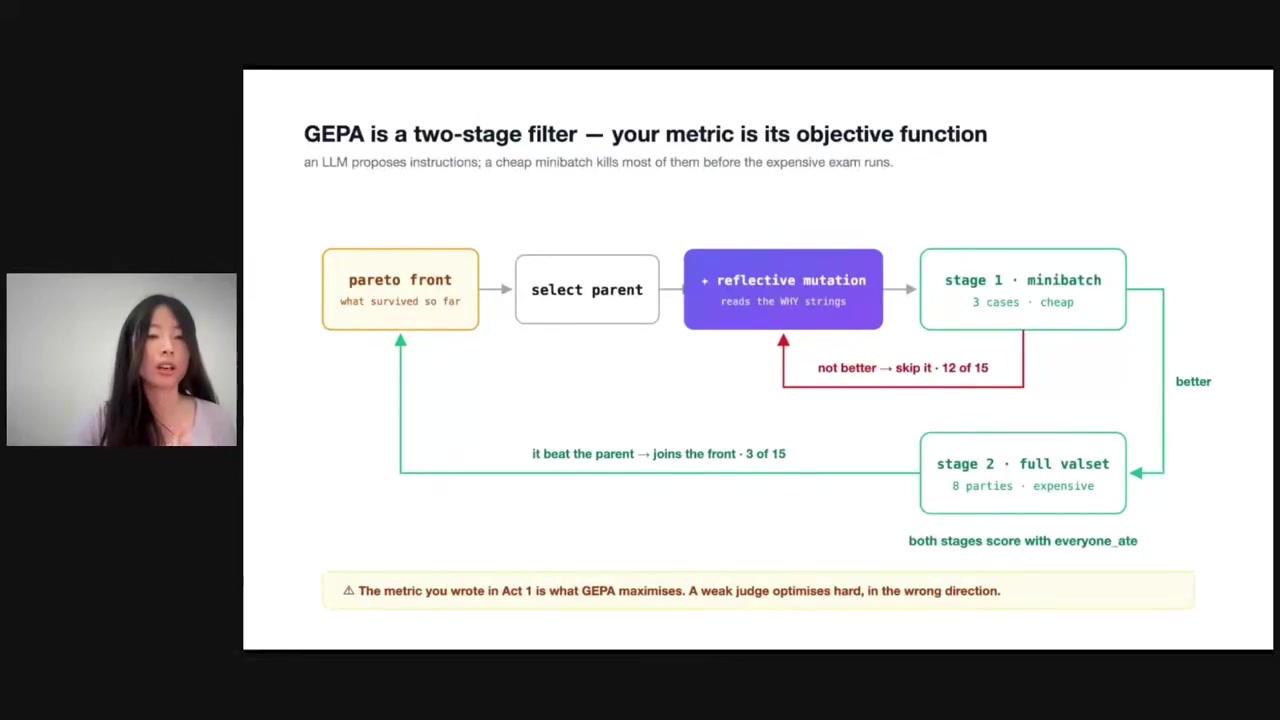 GEPA is a two-stage filter — your metric is its objective function
an LLM proposes instructions; a cheap minibatch kills most of them before the expensive exam runs.
pareto front
what survived so far
select parent
✦ reflective mutation
reads the WHY strings
stage 1 · minibatch
3 cases · cheap
not better → skip it · 12 of 15
better
it beat the parent → joins the front · 3 of 15
stage 2 · full valset
8 parties · expensive
both stages score with everyone_ate
⚠ The metric you wrote in Act 1 is what GEPA maximises. A weak judge optimises hard, in the wrong direction.